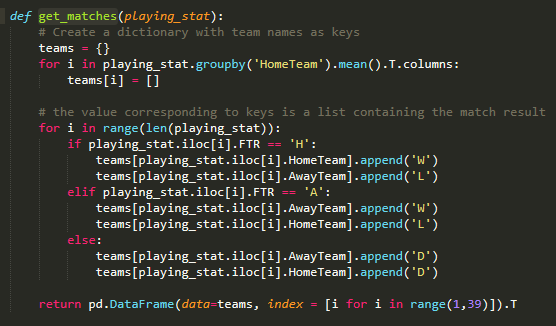 def get_matches(playing_stat):
    # Create a dictionary with team names as keys
    teams = {}
    for i in playing_stat.groupby('HomeTeam').mean().T.columns:
        teams[i] = []

    # the value corresponding to keys is a list containing the match result
    for i in range(len(playing_stat)):
        if playing_stat.iloc[i].FTR == 'H':
            teams[playing_stat.iloc[i].HomeTeam].append('W')
            teams[playing_stat.iloc[i].AwayTeam].append('L')
        elif playing_stat.iloc[i].FTR == 'A':
            teams[playing_stat.iloc[i].AwayTeam].append('W')
            teams[playing_stat.iloc[i].HomeTeam].append('L')
        else:
            teams[playing_stat.iloc[i].AwayTeam].append('D')
            teams[playing_stat.iloc[i].HomeTeam].append('D')

    return pd.DataFrame(data=teams, index = [i for i in range(1,39)]).T